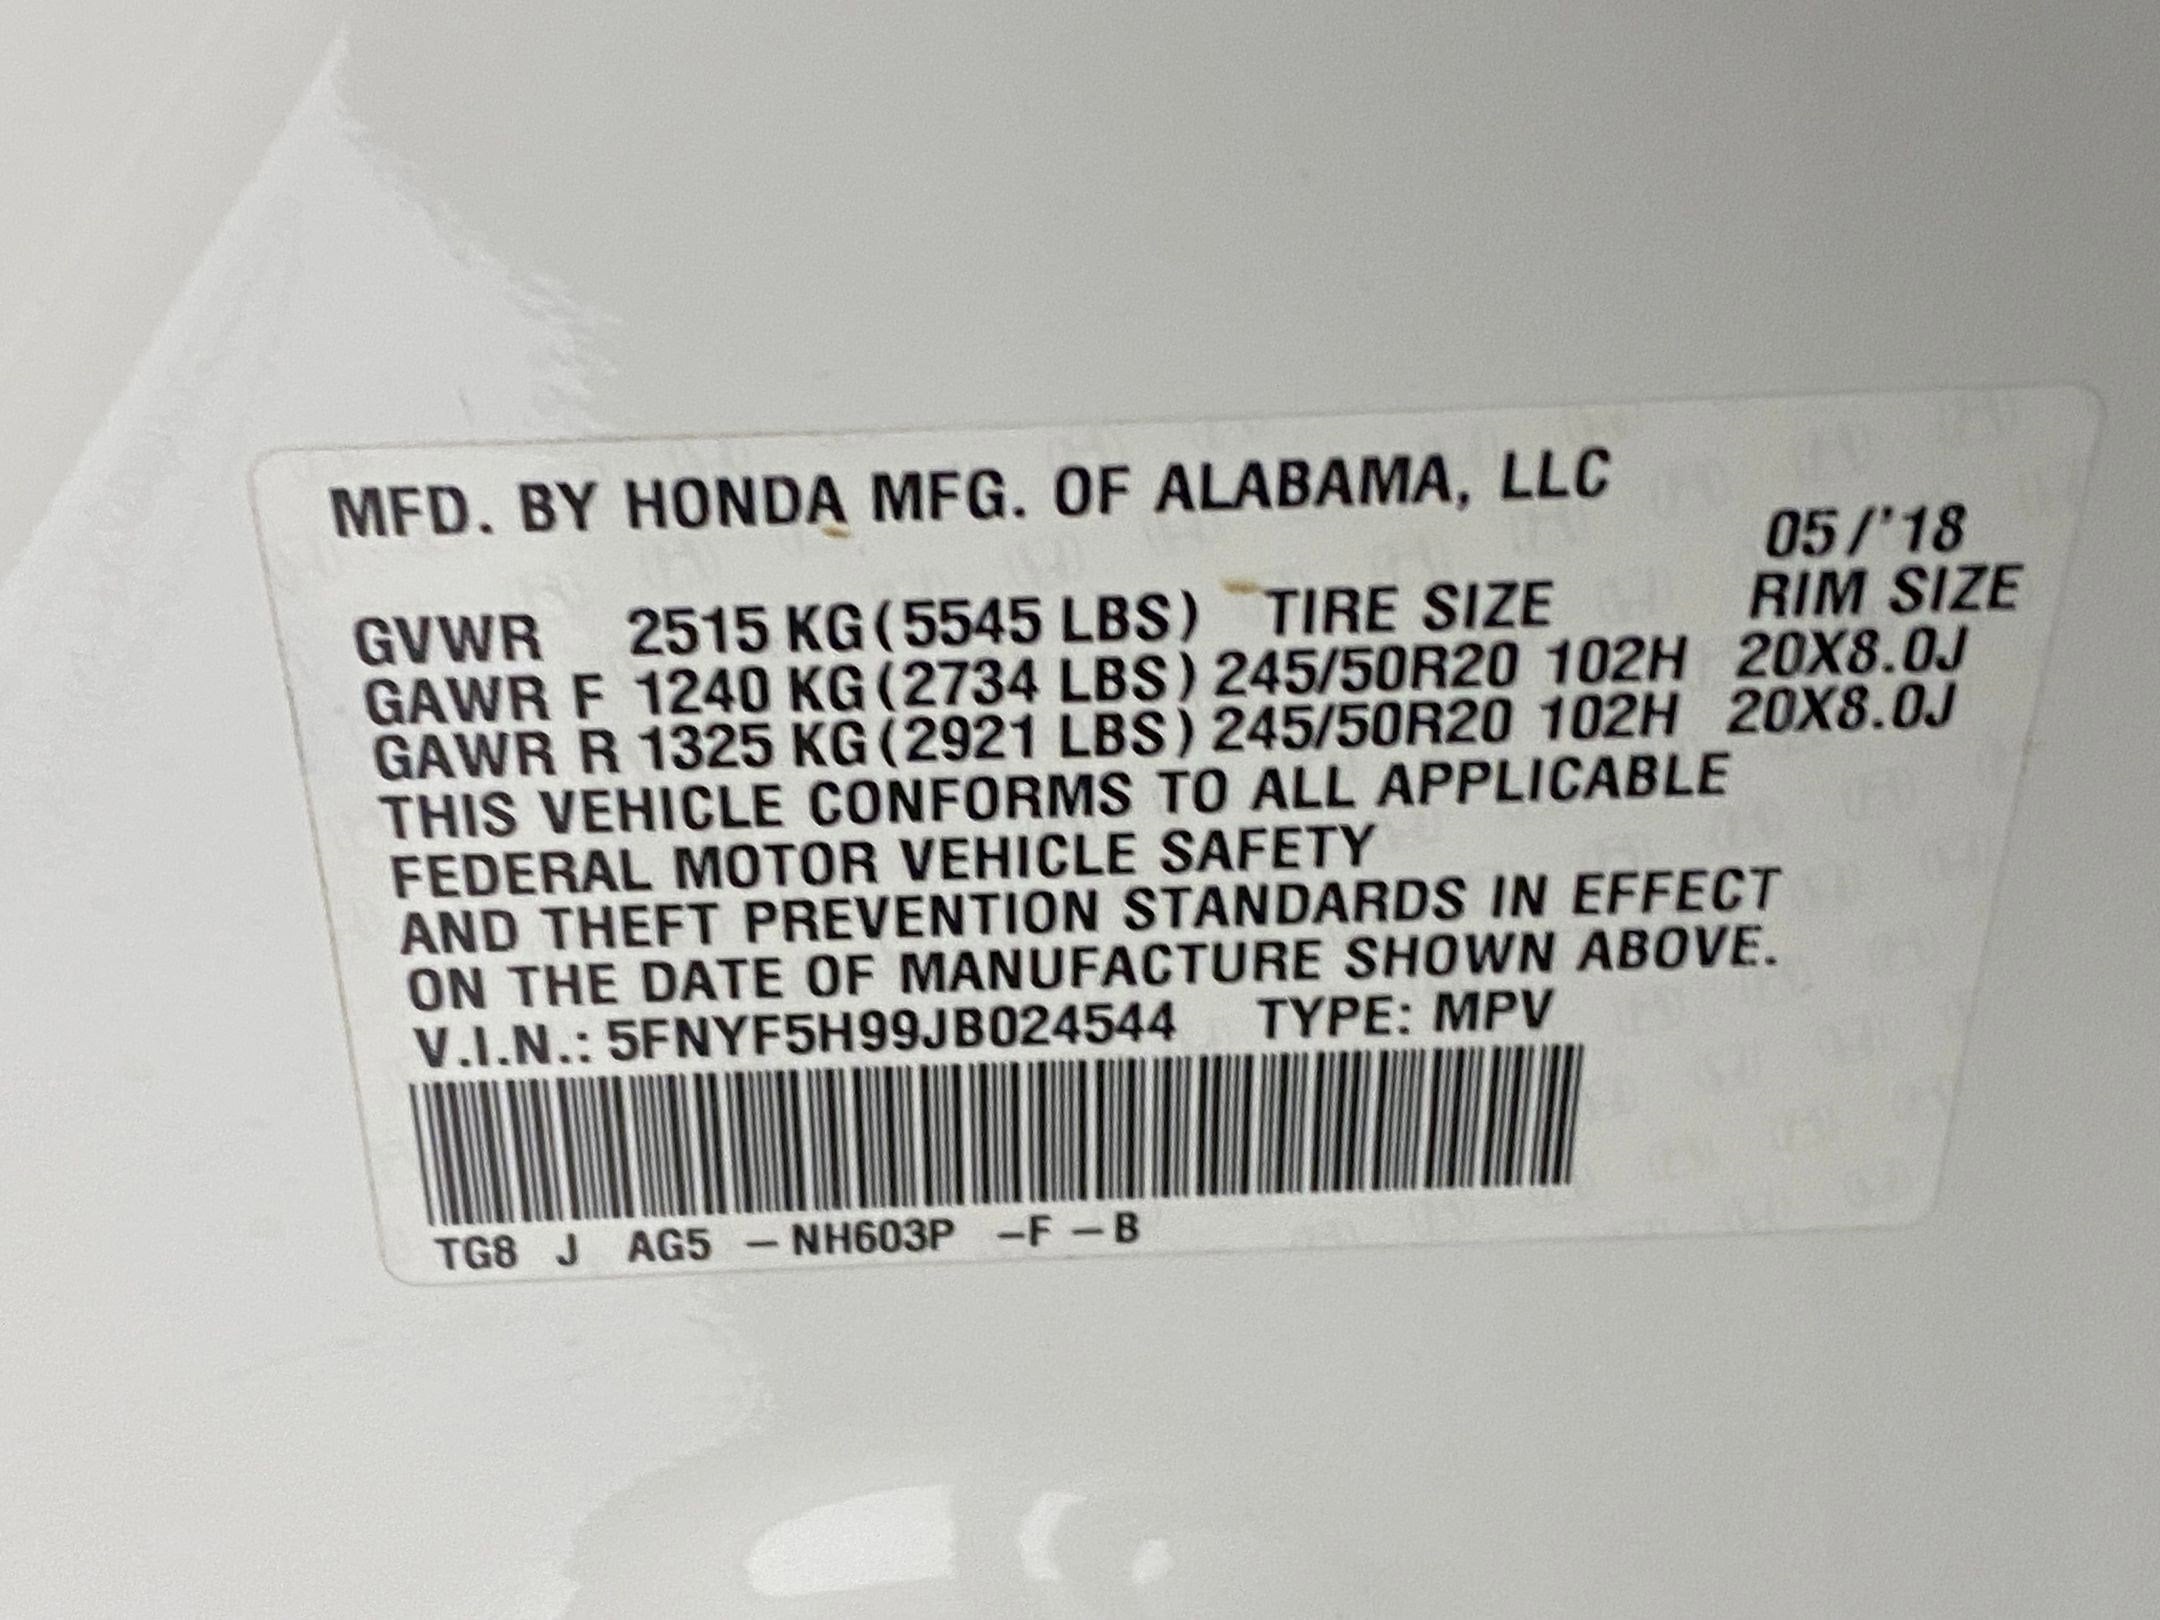 MFD. BY HONDA MFG. OF ALABAMA, LLC
05/'18
GVWR 2515 KG(5545 LBS) TIRE SIZE RIM SIZE
GAWR F 1240 KG(2734 LBS) 245/50R20 102H 20X8.0J
GAWR R 1325 KG(2921 LBS) 245/50R20 102H 20X8.0J
THIS VEHICLE CONFORMS TO ALL APPLICABLE
FEDERAL MOTOR VEHICLE SAFETY
AND THEFT PREVENTION STANDARDS IN EFFECT
ON THE DATE OF MANUFACTURE SHOWN ABOVE.
V.I.N.: 5FNYF5H99JB024544 TYPE: MPV
TG8 J AG5 – NH603P –F – B